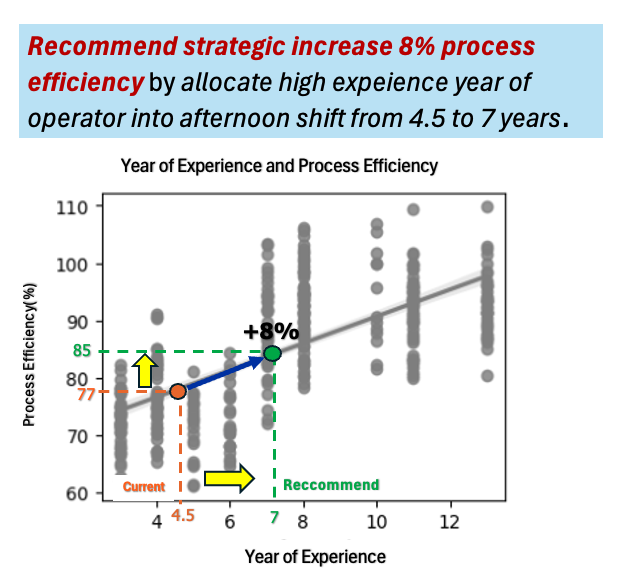 Recommend strategic increase 8% process
efficiency by allocate high expeience year of
operator into afternoon shift from 4.5 to 7 years.
Year of Experience and Process Efficiency
110
100
90
+8%
85
80
77
70
60
Process Efficiency(%)
Current
Reccommend
4
4.5
6
7
8
10
12
Year of Experience